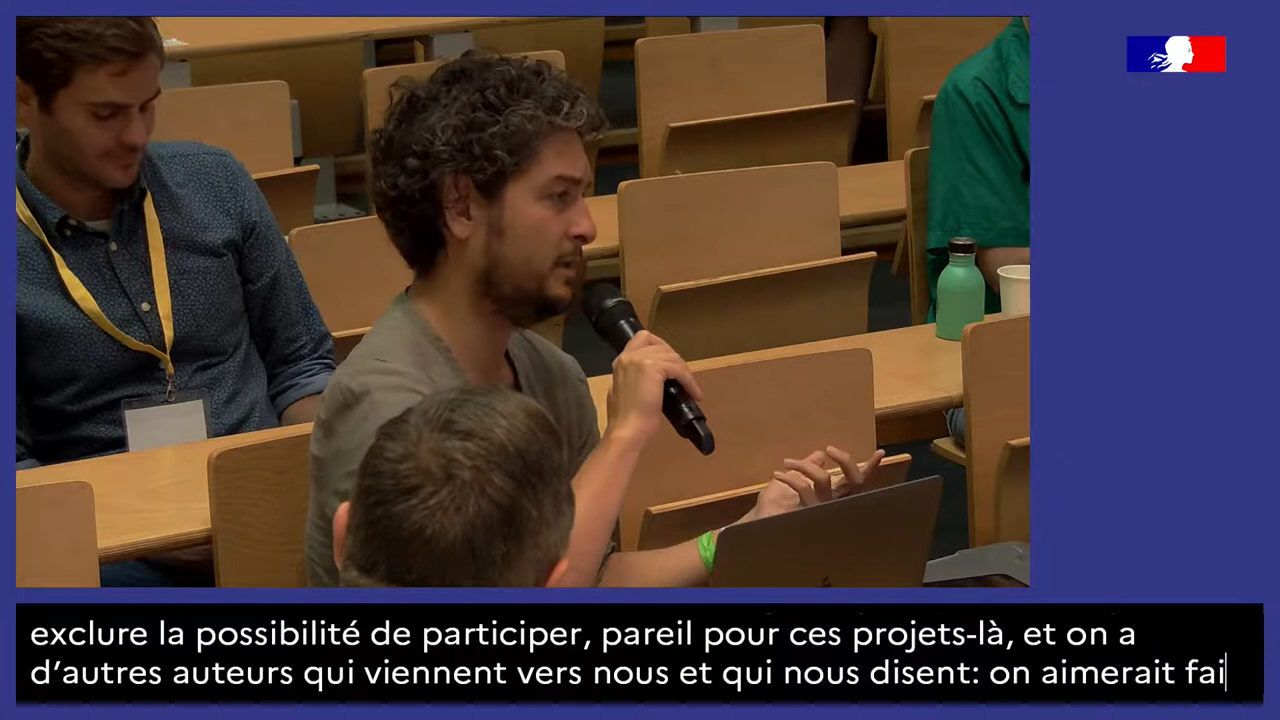 exclure la possibilité de participer, pareil pour ces projets-là, et on a
d’autres auteurs qui viennent vers nous et qui nous disent: on aimerait fai